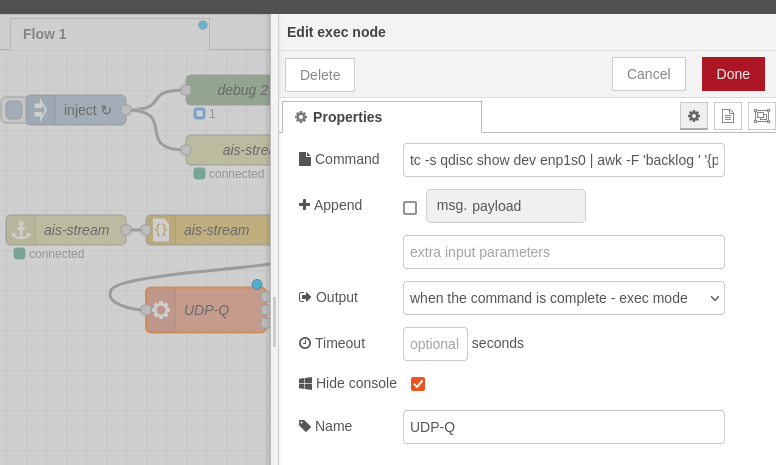 Flow 1
Edit exec node
Delete
Cancel
Done
Properties
debug 2
inject ↻
1
connected
ais-stream
ais-stream
connected
UDP-Q
Command
tc -s qdisc show dev enp1s0 | awk -F 'backlog ' '{p
Append
msg. payload
extra input parameters
Output
when the command is complete - exec mode
Timeout
optional
seconds
Hide console
Name
UDP-Q